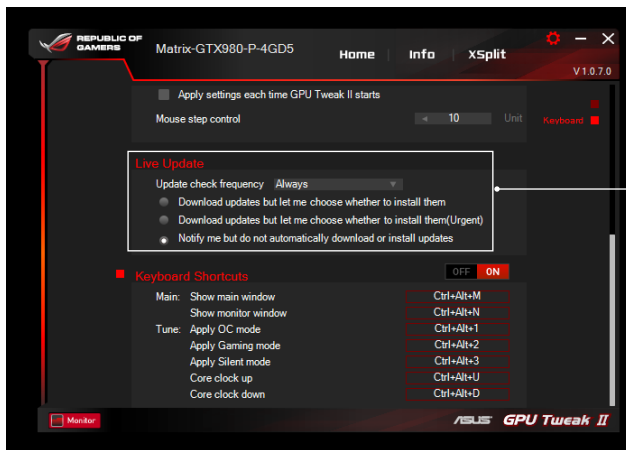 REPUBLIC OF
GAMERS
Matrix-GTX980-P-4GD5
Home
Info
XSplit
V1.0.7.0
Apply settings each time GPU Tweak II starts
Mouse step control
10
Unit
Keyboard
Live Update
Update check frequency Always
Download updates but let me choose whether to install them
Download updates but let me choose whether to install them(Urgent)
Notify me but do not automatically download or install updates
Keyboard Shortcuts
OFF ON
Main: Show main window Ctrl+Alt+M
Show monitor window Ctrl+Alt+N
Tune: Apply OC mode Ctrl+Alt+1
Apply Gaming mode Ctrl+Alt+2
Apply Silent mode Ctrl+Alt+3
Core clock up Ctrl+Alt+U
Core clock down Ctrl+Alt+D
Monitor
ASUS GPU Tweak II